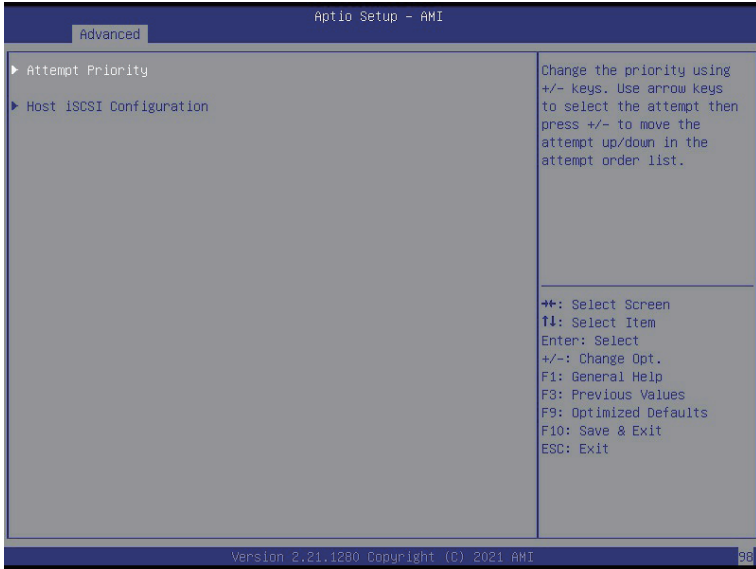 Aptio Setup – AMI
Advanced
▶ Attempt Priority
▶ Host iSCSI Configuration
Change the priority using
+/- keys. Use arrow keys
to select the attempt then
press +/- to move the
attempt up/down in the
attempt order list.
→←: Select Screen
↑↓: Select Item
Enter: Select
+/-: Change Opt.
F1: General Help
F3: Previous Values
F9: Optimized Defaults
F10: Save & Exit
ESC: Exit
Version 2.21.1280 Copyright (C) 2021 AMI
98